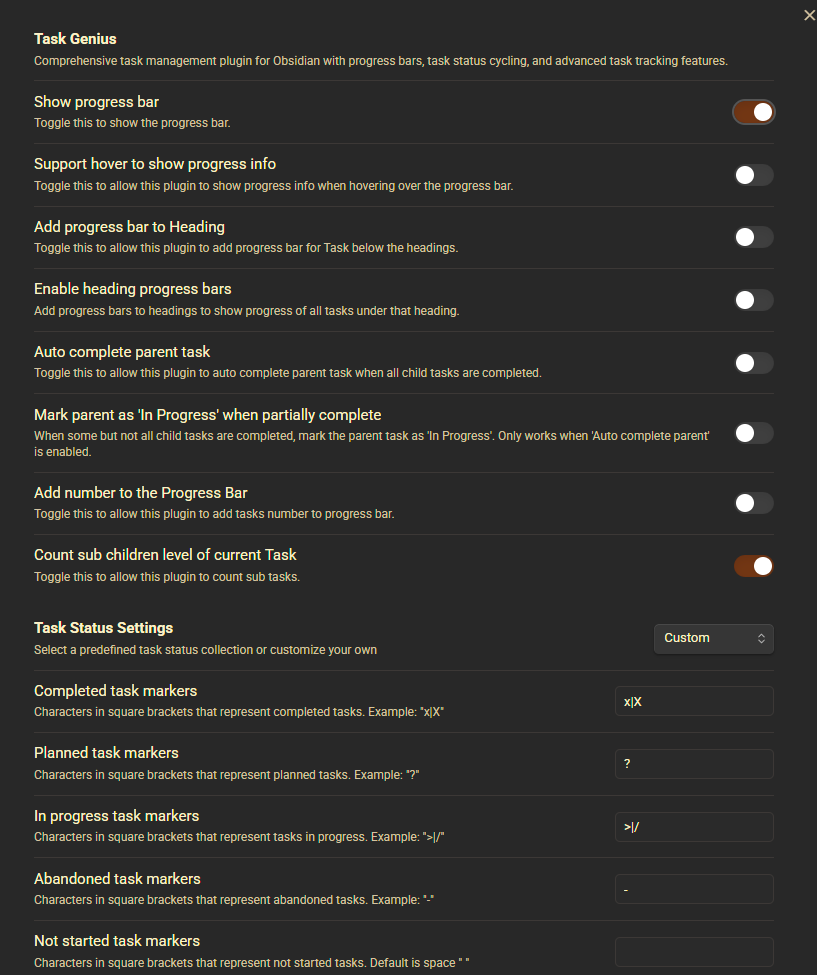 Task Genius
Comprehensive task management plugin for Obsidian with progress bars, task status cycling, and advanced task tracking features.
Show progress bar
Toggle this to show the progress bar.
Support hover to show progress info
Toggle this to allow this plugin to show progress info when hovering over the progress bar.
Add progress bar to Heading
Toggle this to allow this plugin to add progress bar for Task below the headings.
Enable heading progress bars
Add progress bars to headings to show progress of all tasks under that heading.
Auto complete parent task
Toggle this to allow this plugin to auto complete parent task when all child tasks are completed.
Mark parent as 'In Progress' when partially complete
When some but not all child tasks are completed, mark the parent task as 'In Progress'. Only works when 'Auto complete parent'
is enabled.
Add number to the Progress Bar
Toggle this to allow this plugin to add tasks number to progress bar.
Count sub children level of current Task
Toggle this to allow this plugin to count sub tasks.
Task Status Settings
Select a predefined task status collection or customize your own
Custom
Completed task markers
Characters in square brackets that represent completed tasks. Example: "x|X"
x|X
Planned task markers
Characters in square brackets that represent planned tasks. Example: "?"
?
In progress task markers
Characters in square brackets that represent tasks in progress. Example: ">|/"
>|/
Abandoned task markers
Characters in square brackets that represent abandoned tasks. Example: "-"
-
Not started task markers
Characters in square brackets that represent not started tasks. Default is space " "